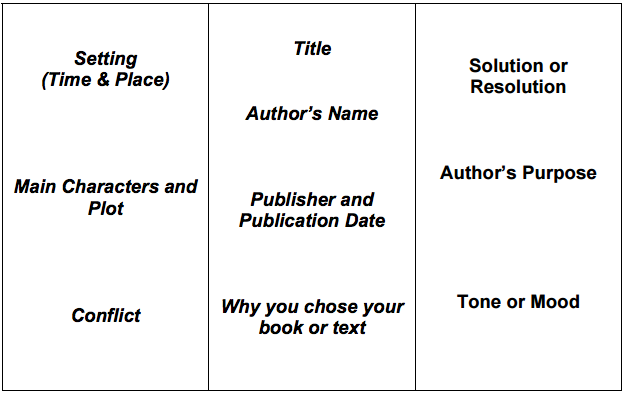 Setting
(Time & Place)
Main Characters and
Plot
Conflict
Title
Author’s Name
Publisher and
Publication Date
Why you chose your
book or text
Solution or
Resolution
Author’s Purpose
Tone or Mood